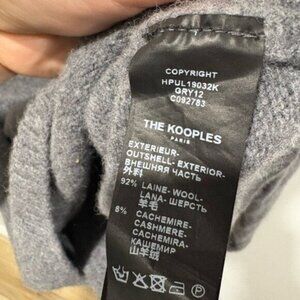 COPYRIGHT
HPUL19032K
GRY12
C092783
THE KOOPLES
PARIS
EXTERIEUR-
OUTSHELL- EXTERIOR-
ВНЕШНЯЯ ЧАСТЬ
外料
92% LAINE- WOOL-
LANA- ШЕРСТЬ
羊毛
8% CACHEMIRE-
CASHMERE-
CACHEMIRA-
КАШЕМИР
山羊绒